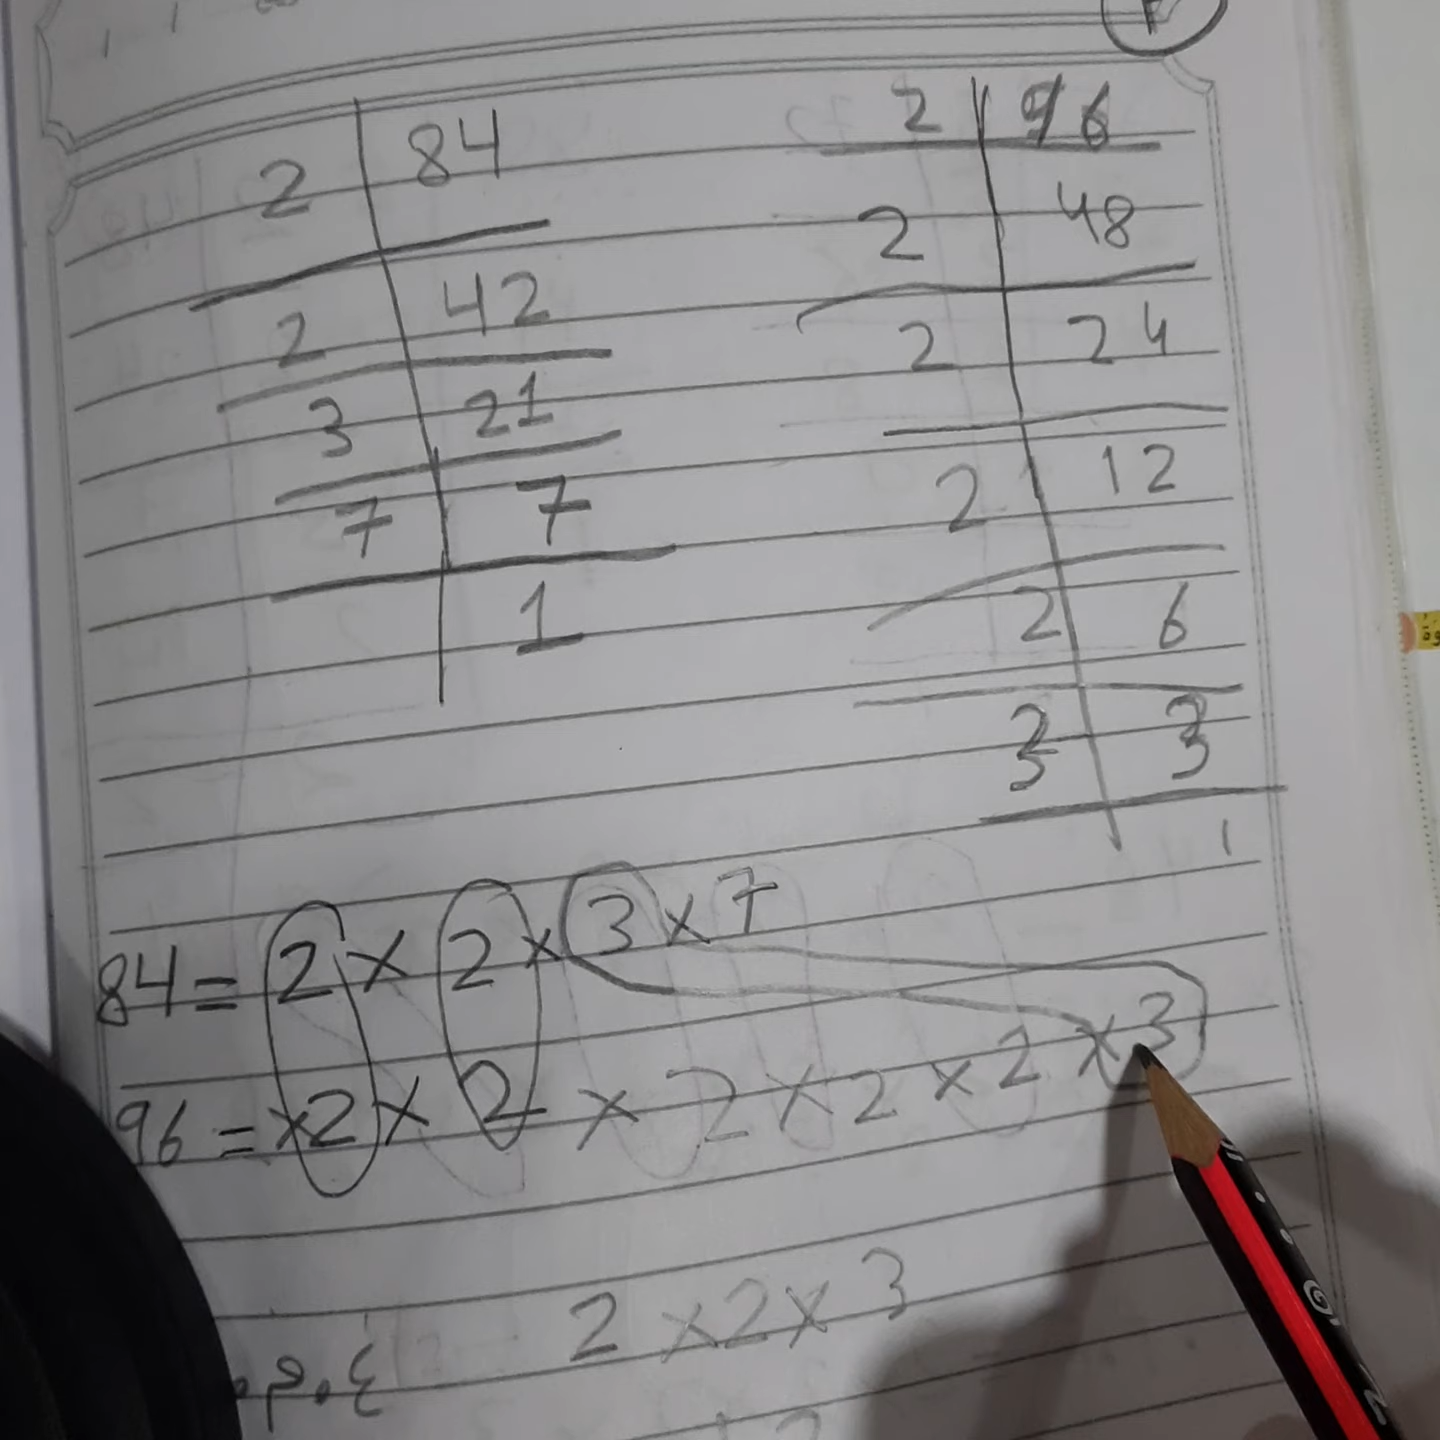 2 | 84
2 | 42
3 | 21
7 | 7
1
2 | 96
2 | 48
2 | 24
2 | 12
2 | 6
3 | 3
1
84 = 2 × 2 × 3 × 7
96 = ×2 × 2 × 2 × 2 × 2 × 3
2 × 2 × 3
ع.م.